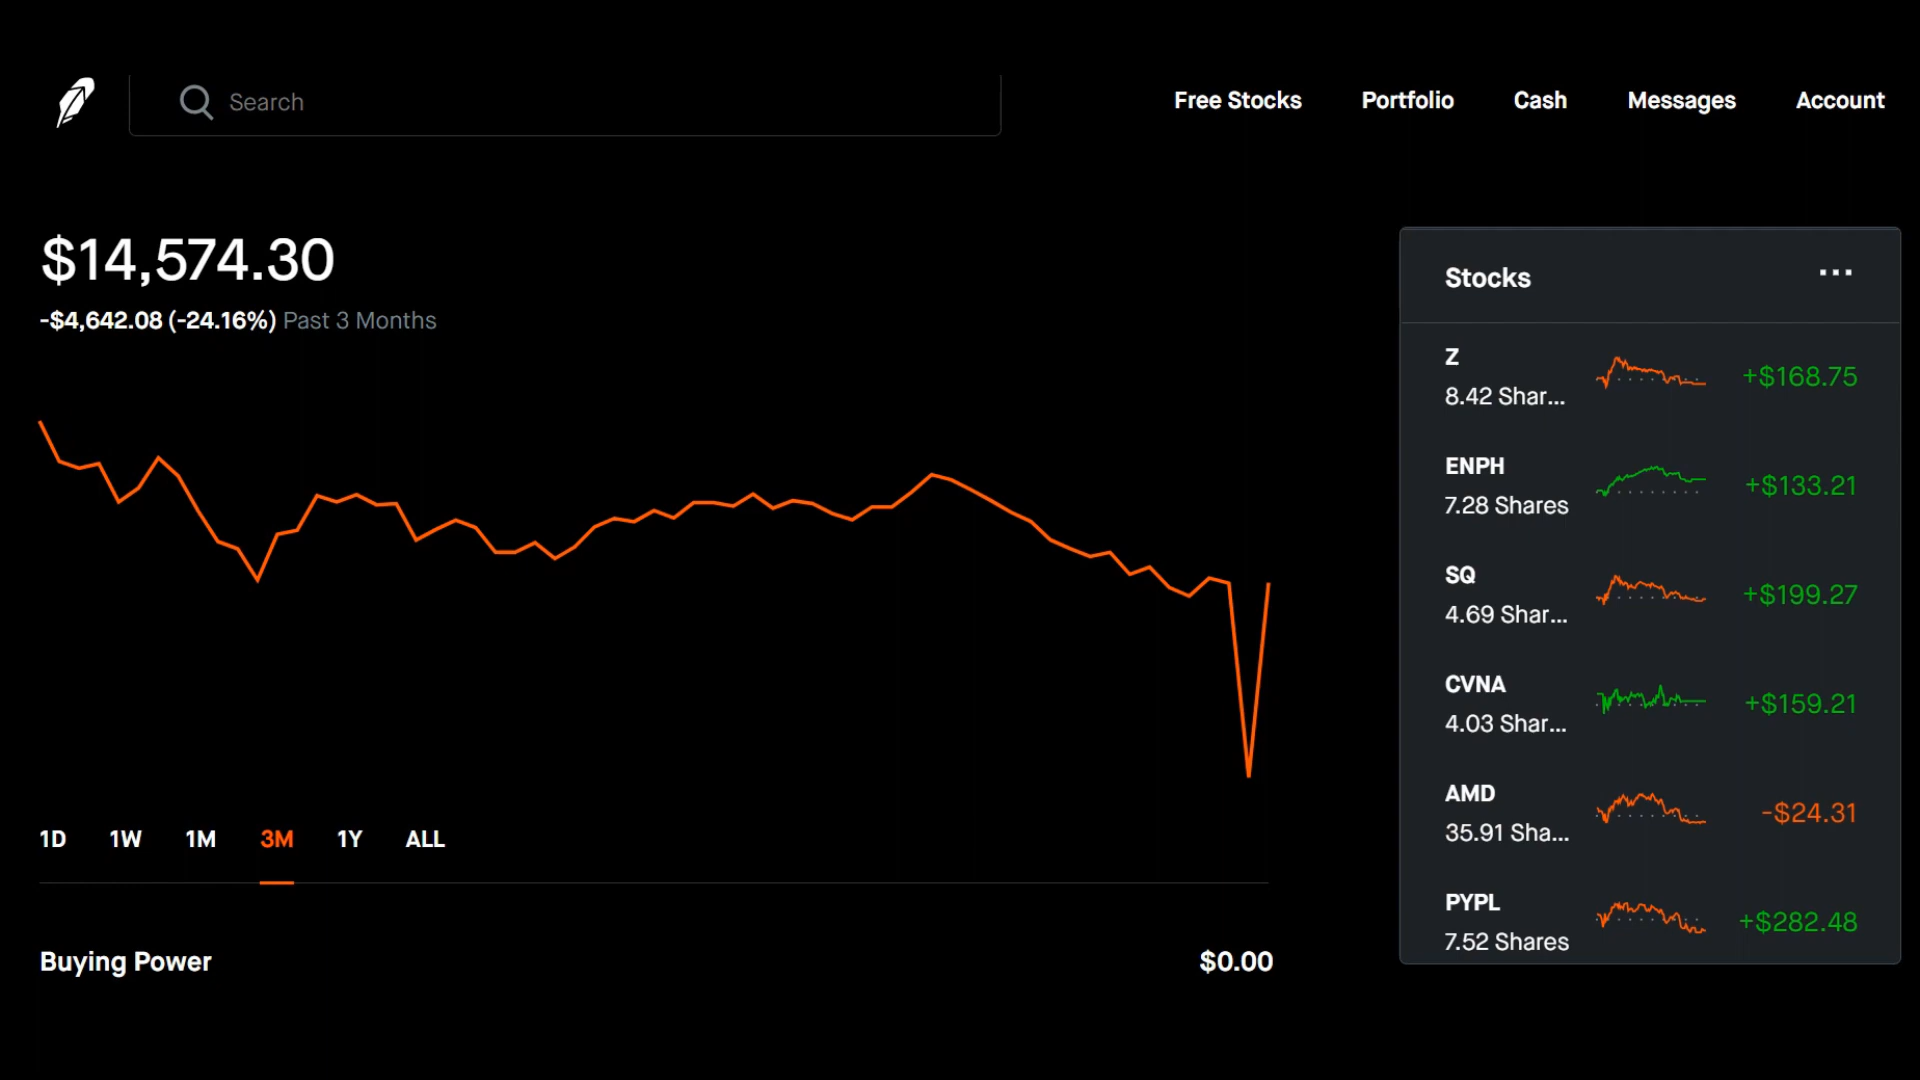 Search
Free Stocks
Portfolio
Cash
Messages
Account
$14,574.30
-$4,642.08 (-24.16%) Past 3 Months
1D
1W
1M
3M
1Y
ALL
Buying Power
$0.00
Stocks
...
Z
8.42 Shar...
+$168.75
ENPH
7.28 Shares
+$133.21
SQ
4.69 Shar...
+$199.27
CVNA
4.03 Shar...
+$159.21
AMD
35.91 Sha...
-$24.31
PYPL
7.52 Shares
+$282.48